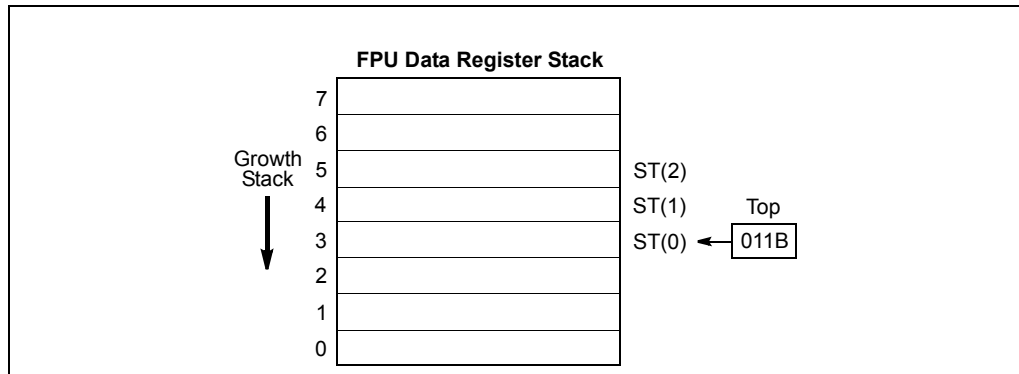 FPU Data Register Stack
7
6
Growth
Stack
5
ST(2)
4
ST(1)
Top
3
ST(0)
011B
2
1
0